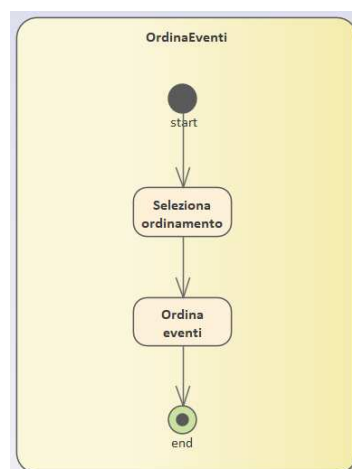 OrdinaEventi
start
Seleziona
ordinamento
Ordina
eventi
end